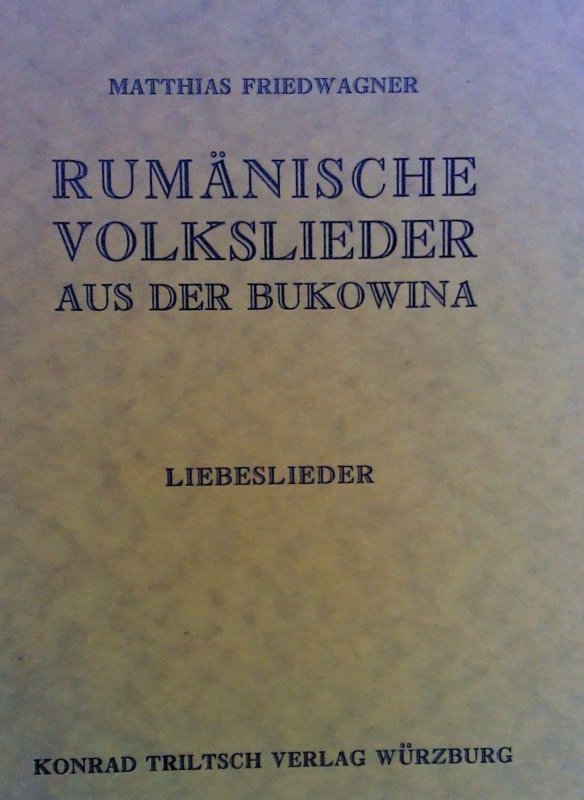 MATTHIAS FRIEDWAGNER
RUMÄNISCHE
VOLKSLIEDER
AUS DER BUKOWINA
LIEBESLIEDER
KONRAD TRILTSCH VERLAG WÜRZBURG